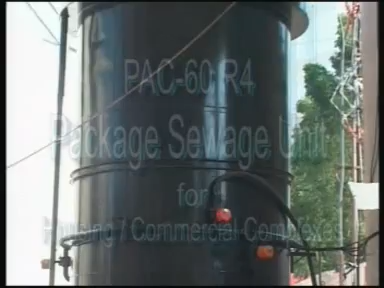 PAC-60 R4
Package Sewage Unit
for
Housing / Commercial Complexes